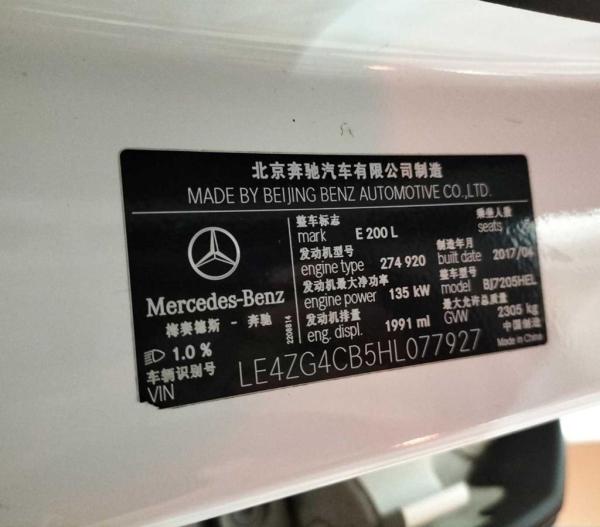 北京奔驰汽车有限公司制造
MADE BY BEIJING BENZ AUTOMOTIVE CO.,LTD.
Mercedes-Benz
梅赛德斯 - 奔驰
1.0 %
2208814
整车标志
mark E 200 L
乘坐人数
seats
发动机型号
engine type 274 920
制造年月
built date 2017/04
发动机最大净功率
engine power 135 kW
整车型号
model BJ7205HEL
发动机排量
eng. displ. 1991 ml
最大允许总质量
GVW 2305 kg
中国制造
Made in China
车辆识别号
VIN LE4ZG4CB5HL077927